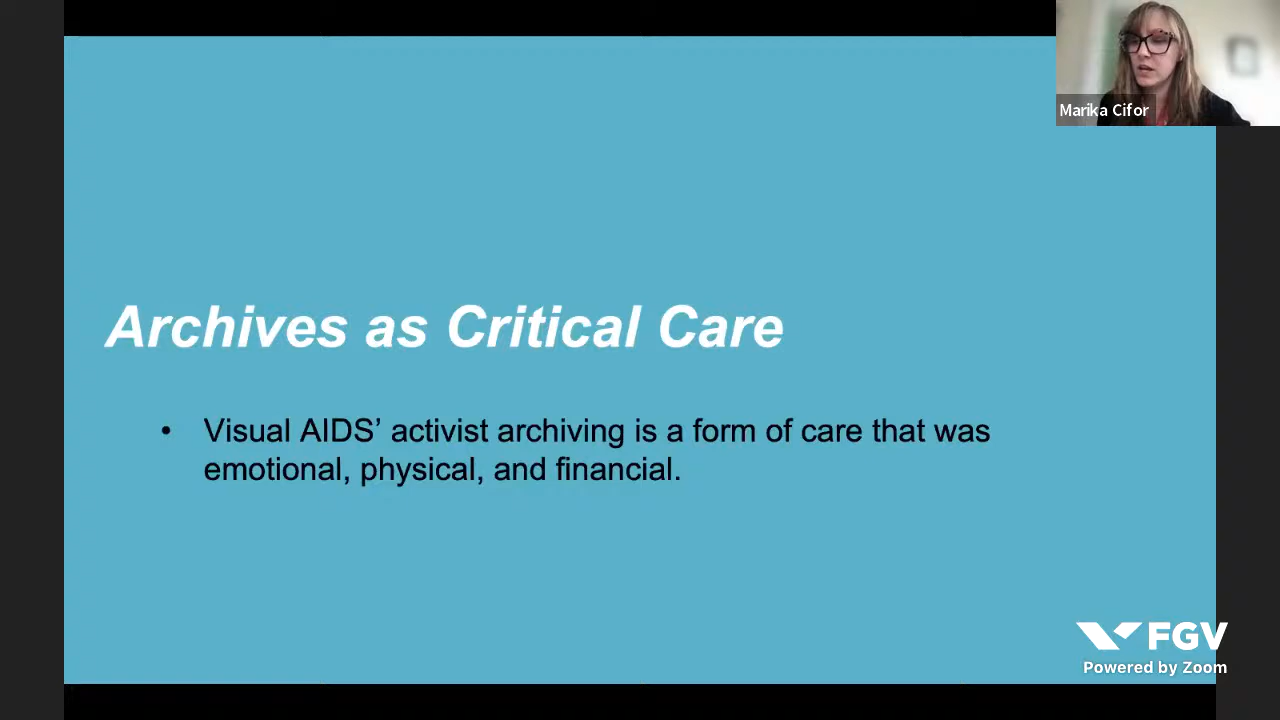 Marika Cifor
Archives as Critical Care
• Visual AIDS’ activist archiving is a form of care that was
emotional, physical, and financial.
FGV
Powered by Zoom